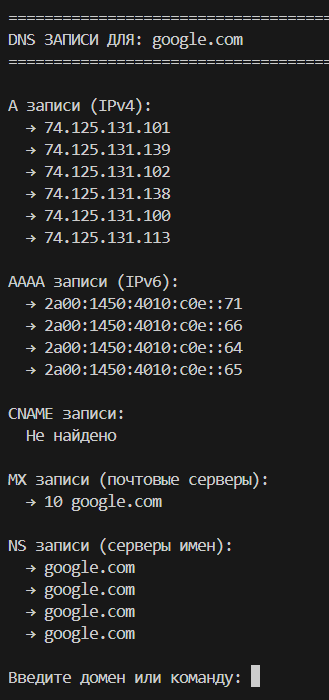 ====================================
DNS ЗАПИСИ ДЛЯ: google.com
====================================
A записи (IPv4):
→ 74.125.131.101
→ 74.125.131.139
→ 74.125.131.102
→ 74.125.131.138
→ 74.125.131.100
→ 74.125.131.113
AAAA записи (IPv6):
→ 2a00:1450:4010:c0e::71
→ 2a00:1450:4010:c0e::66
→ 2a00:1450:4010:c0e::64
→ 2a00:1450:4010:c0e::65
CNAME записи:
Не найдено
MX записи (почтовые серверы):
→ 10 google.com
NS записи (серверы имен):
→ google.com
→ google.com
→ google.com
→ google.com
Введите домен или команду: